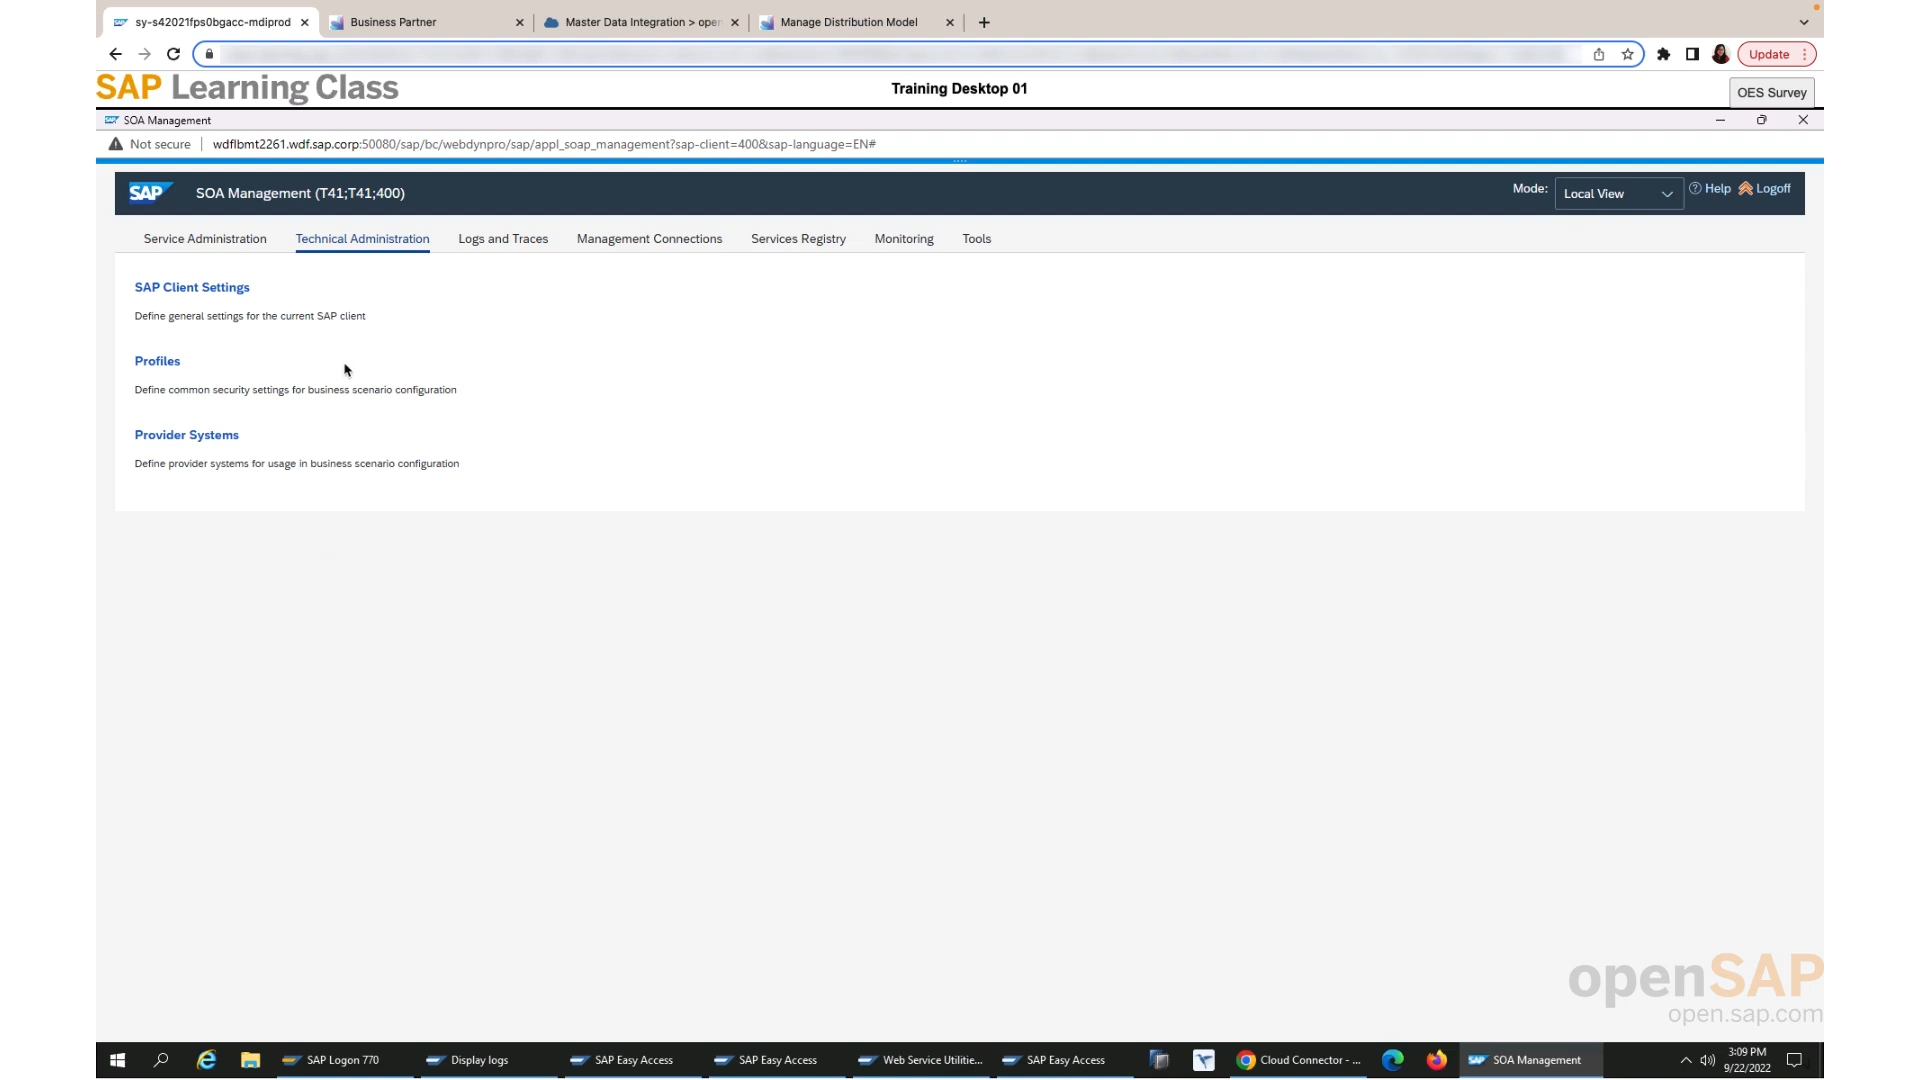 sy-s42021fps0bgacc-mdiprod
Business Partner
Master Data Integration > open
Manage Distribution Model
Update
SAP Learning Class
Training Desktop 01
OES Survey
SOA Management
Not secure
wdflbmt2261.wdf.sap.corp:50080/sap/bc/webdynpro/sap/appl_soap_management?sap-client=400&sap-language=EN#
SAP
SOA Management (T41;T41;400)
Mode:
Local View
Help
Logoff
Service Administration
Technical Administration
Logs and Traces
Management Connections
Services Registry
Monitoring
Tools
SAP Client Settings
Define general settings for the current SAP client
Profiles
Define common security settings for business scenario configuration
Provider Systems
Define provider systems for usage in business scenario configuration
openSAP
open.sap.com
SAP Logon 770
Display logs
SAP Easy Access
SAP Easy Access
Web Service Utilitie...
SAP Easy Access
Cloud Connector - ...
SOA Management
3:09 PM
9/22/2022